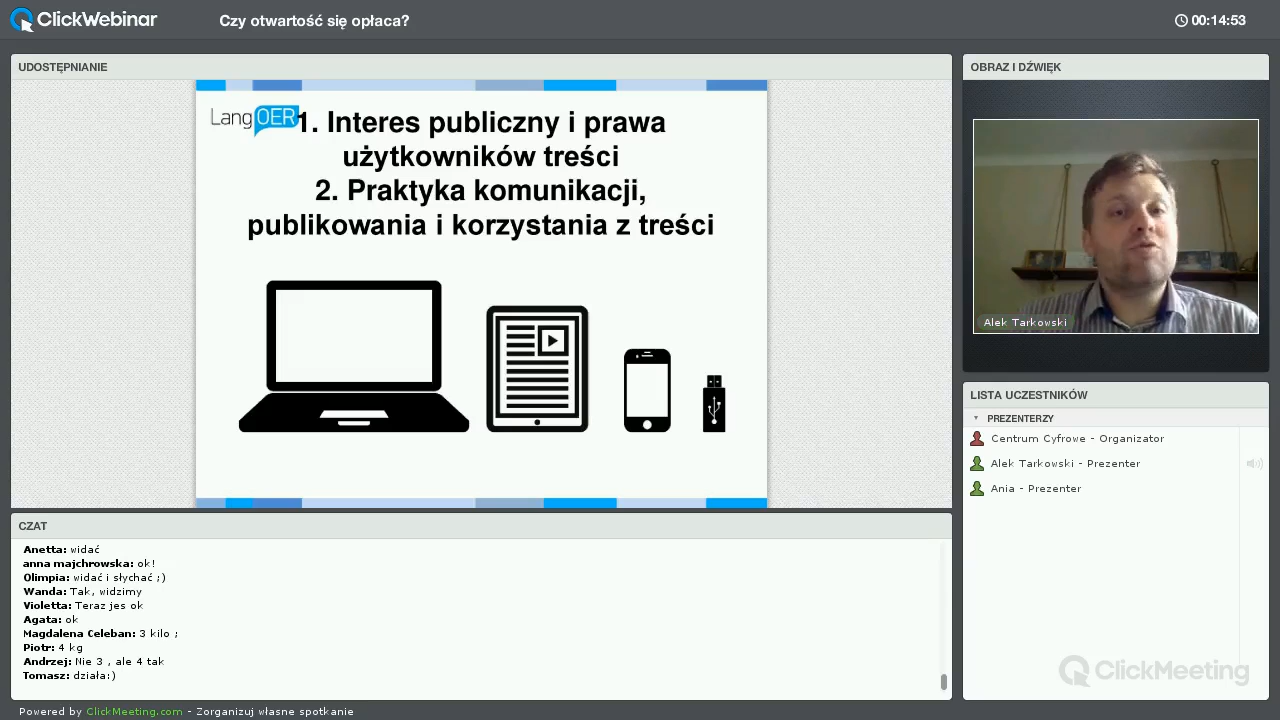 ClickWebinar
Czy otwartość się opłaca?
00:14:53
UDOSTĘPNIANIE
LangOER
1. Interes publiczny i prawa
użytkowników treści
2. Praktyka komunikacji,
publikowania i korzystania z treści
OBRAZ I DŹWIĘK
Alek Tarkowski
LISTA UCZESTNIKÓW
PREZENTERZY
Centrum Cyfrowe - Organizator
Alek Tarkowski - Prezenter
Ania - Prezenter
ClickMeeting
CZAT
Anetta: widać
anna majchrowska: ok!
Olimpia: widać i słychać ;)
Wanda: Tak, widzimy
Violetta: Teraz jes ok
Agata: ok
Magdalena Celeban: 3 kilo ;
Piotr: 4 kg
Andrzej: Nie 3 , ale 4 tak
Tomasz: działa:)
Powered by ClickMeeting.com - Zorganizuj własne spotkanie